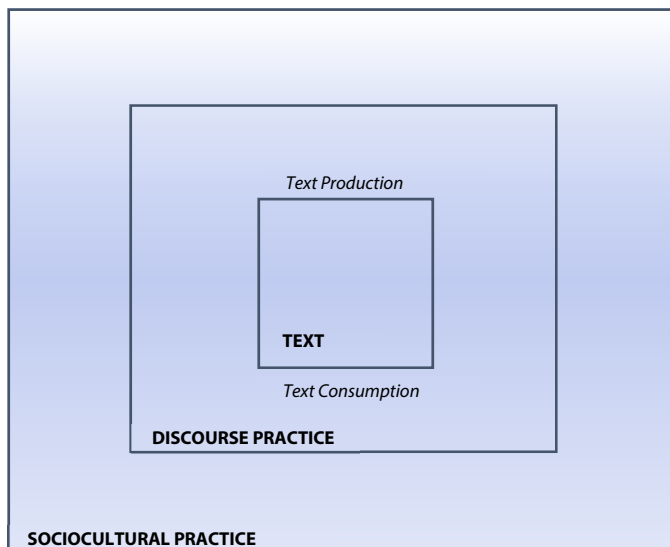 Text Production
TEXT
Text Consumption
DISCOURSE PRACTICE
SOCIOCULTURAL PRACTICE